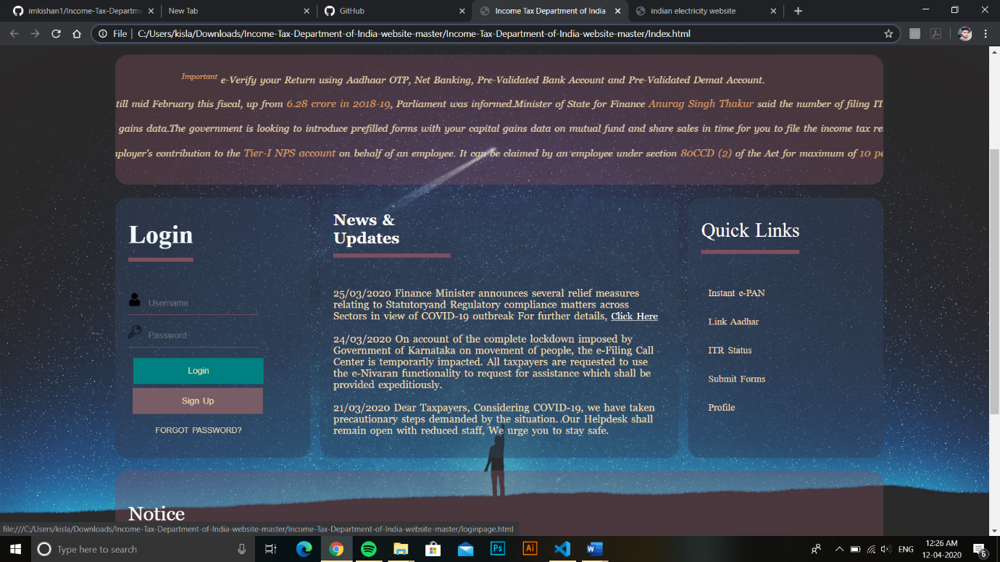 imkishan1/Income-Tax-Departme
New Tab
GitHub
Income Tax Department of India
indian electricity website
File | C:/Users/kisla/Downloads/Income-Tax-Department-of-India-website-master/Income-Tax-Department-of-India-website-master/Index.html
Important e-Verify your Return using Aadhaar OTP, Net Banking, Pre-Validated Bank Account and Pre-Validated Demat Account.
till mid February this fiscal, up from 6.28 crore in 2018-19, Parliament was informed.Minister of State for Finance Anurag Singh Thakur said the number of filing IT
gains data.The government is looking to introduce prefilled forms with your capital gains data on mutual fund and share sales in time for you to file the income tax re
ployer's contribution to the Tier-I NPS account on behalf of an employee. It can be claimed by an employee under section 80CCD (2) of the Act for maximum of 10 pe
Login
Username
Password
Login
Sign Up
FORGOT PASSWORD?
News &
Updates
25/03/2020 Finance Minister announces several relief measures
relating to Statutoryand Regulatory compliance matters across
Sectors in view of COVID-19 outbreak For further details, Click Here
24/03/2020 On account of the complete lockdown imposed by
Government of Karnataka on movement of people, the e-Filing Call
Center is temporarily impacted. All taxpayers are requested to use
the e-Nivaran functionality to request for assistance which shall be
provided expeditiously.
21/03/2020 Dear Taxpayers, Considering COVID-19, we have taken
precautionary steps demanded by the situation. Our Helpdesk shall
remain open with reduced staff, We urge you to stay safe.
Quick Links
Instant e-PAN
Link Aadhar
ITR Status
Submit Forms
Profile
Notice
file:///C:/Users/kisla/Downloads/Income-Tax-Department-of-India-website-master/Income-Tax-Department-of-India-website-master/loginpage.html
Type here to search
Ps
Ai
W
ENG
12:26 AM
12-04-2020
6